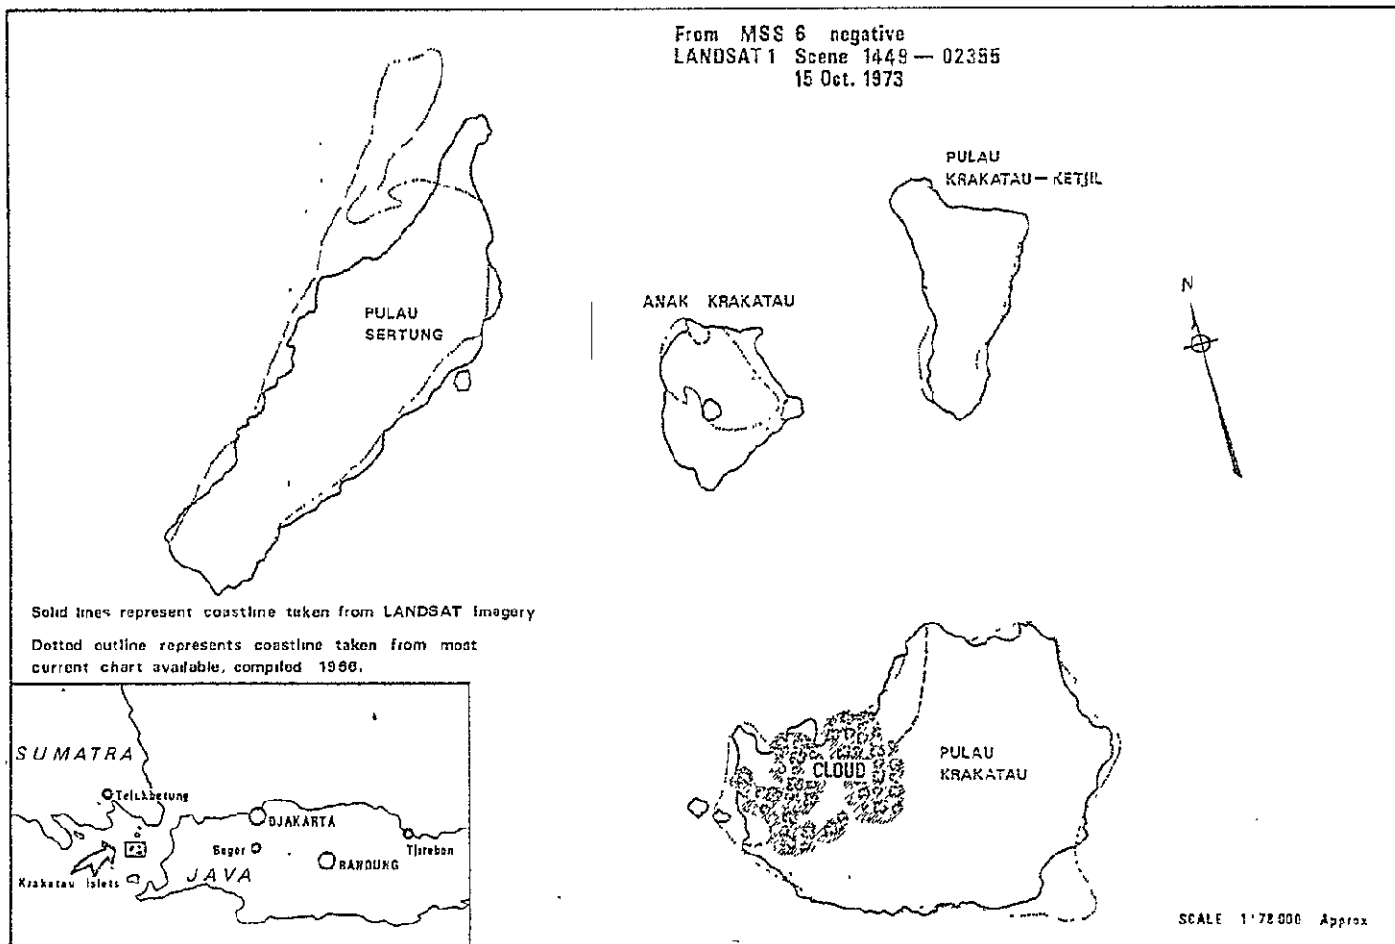 From MSS 6 negative
LANDSAT 1 Scene 1449 — 02355
15 Oct. 1973
PULAU
KRAKATAU — KETJIL
N
ANAK KRAKATAU
PULAU
SERTUNG
Solid lines represent coastline taken from LANDSAT Imagery
Dotted outline represents coastline taken from most
current chart available, compiled 1966.
SUMATRA
Telukbetung
DJAKARTA
Bogor
Tjirebon
BANDUNG
Krakatau Islets
JAVA
CLOUD
PULAU
KRAKATAU
SCALE 1:78 000 Approx